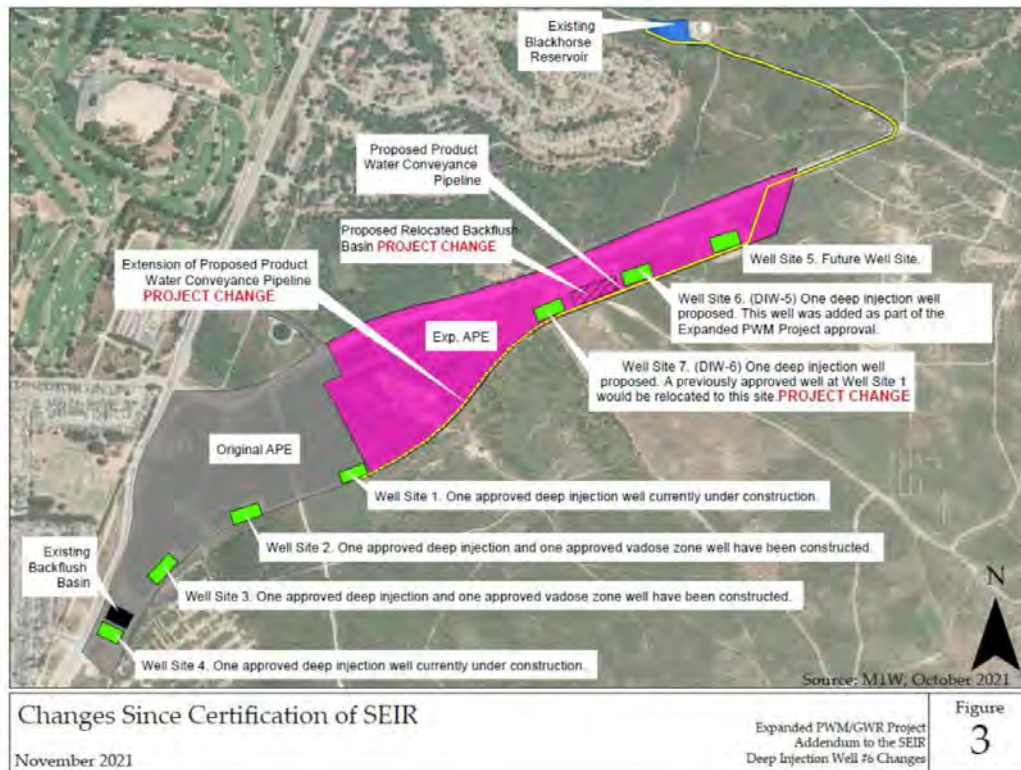 Existing
Blackhorse
Reservoir
Proposed Product
Water Conveyance
Pipeline
Proposed Relocated Backflush
Basin PROJECT CHANGE
Extension of Proposed Product
Water Conveyance Pipeline
PROJECT CHANGE
Well Site 5. Future Well Site.
Well Site 6. (DIW-5) One deep injection well
proposed. This well was added as part of the
Expanded PWM Project approval.
Exp. APE
Well Site 7. (DIW-6) One deep injection well
proposed. A previously approved well at Well Site 1
would be relocated to this site.PROJECT CHANGE
Original APE
Well Site 1. One approved deep injection well currently under construction.
Well Site 2. One approved deep injection and one approved vadose zone well have been constructed.
Existing
Backflush
Basin
Well Site 3. One approved deep injection and one approved vadose zone well have been constructed.
Well Site 4. One approved deep injection well currently under construction.
N
Source: M1W, October 2021
Changes Since Certification of SEIR
November 2021
Expanded PWM/GWR Project
Addendum to the SEIR
Deep Injection Well #6 Changes
Figure
3